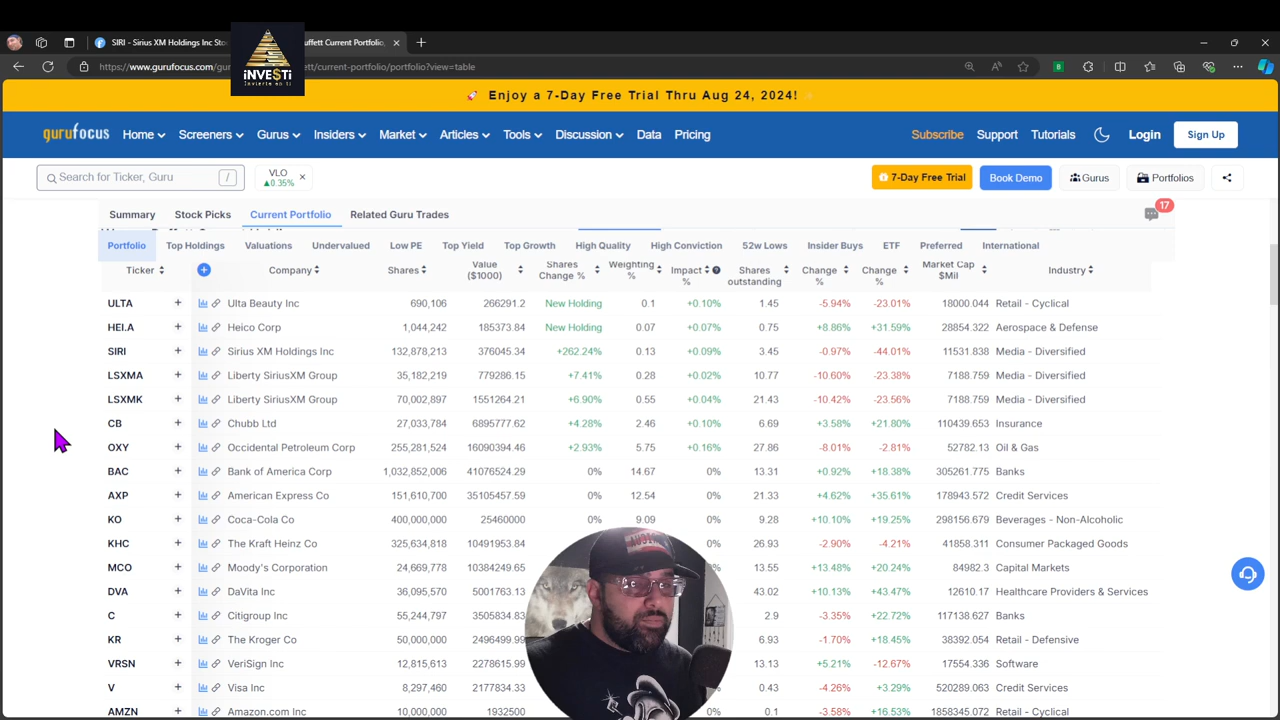 SIRI - Sirius XM Holdings Inc Sto
ffett Current Portfolio,
iNVE$Ti
Invierte en ti
https://www.gurufocus.com/gu
ett/current-portfolio/portfolio?view=table
Enjoy a 7-Day Free Trial Thru Aug 24, 2024!
gurufocus Home Screeners Gurus Insiders Market Articles Tools Discussion Data Pricing Subscribe Support Tutorials Login Sign Up
Search for Ticker, Guru / VLO 0.35% 7-Day Free Trial Book Demo Gurus Portfolios
Summary Stock Picks Current Portfolio Related Guru Trades 17
Portfolio Top Holdings Valuations Undervalued Low PE Top Yield Top Growth High Quality High Conviction 52w Lows Insider Buys ETF Preferred International
Ticker Company Shares Value ($1000) Shares Change % Weighting % Impact % Shares outstanding Change % Change % Market Cap $Mil Industry
ULTA + Ulta Beauty Inc 690,106 266291.2 New Holding 0.1 +0.10% 1.45 -5.94% -23.01% 18000.044 Retail - Cyclical
HEI.A + Heico Corp 1,044,242 185373.84 New Holding 0.07 +0.07% 0.75 +8.86% +31.59% 28854.322 Aerospace & Defense
SIRI + Sirius XM Holdings Inc 132,878,213 376045.34 +262.24% 0.13 +0.09% 3.45 -0.97% -44.01% 11531.838 Media - Diversified
LSXMA + Liberty SiriusXM Group 35,182,219 779286.15 +7.41% 0.28 +0.02% 10.77 -10.60% -23.38% 7188.759 Media - Diversified
LSXMK + Liberty SiriusXM Group 70,002,897 1551264.21 +6.90% 0.55 +0.04% 21.43 -10.42% -23.56% 7188.759 Media - Diversified
CB + Chubb Ltd 27,033,784 6895777.62 +4.28% 2.46 +0.10% 6.69 +3.58% +21.80% 110439.653 Insurance
OXY + Occidental Petroleum Corp 255,281,524 16090394.46 +2.93% 5.75 +0.16% 27.86 -8.01% -2.81% 52782.13 Oil & Gas
BAC + Bank of America Corp 1,032,852,006 41076529.28 0% 14.67 0% 13.31 +0.92% +18.38% 305261.775 Banks
AXP + American Express Co 151,610,700 35105457.59 0% 12.54 0% 21.33 +4.62% +35.61% 178943.572 Credit Services
KO + Coca-Cola Co 400,000,000 25460000 0% 9.09 0% 9.28 +10.10% +19.25% 298156.679 Beverages - Non-Alcoholic
KHC + The Kraft Heinz Co 325,634,818 10491953.84 0% 26.93 -2.90% -4.21% 41858.311 Consumer Packaged Goods
MCO + Moody's Corporation 24,669,778 10384249.65 0% 13.55 +13.48% +20.24% 84982.3 Capital Markets
DVA + DaVita Inc 36,095,570 5001763.17 0% 43.02 +10.13% +43.47% 12610.17 Healthcare Providers & Services
C + Citigroup Inc 55,244,797 3505834.83 0% 2.9 -3.35% +22.72% 117138.627 Banks
KR + The Kroger Co 50,000,000 2496499.99 0% 6.93 -1.70% +18.45% 38392.054 Retail - Defensive
VRSN + VeriSign Inc 12,815,613 2278615.99 13.13 +5.21% -12.67% 17554.336 Software
V + Visa Inc 8,297,460 2177834.33 0.43 -4.26% +3.29% 520289.063 Credit Services
AMZN + Amazon.com Inc 10,000,000 1932500 0.1 -3.58% +16.53% 1858345.072 Retail - Cyclical